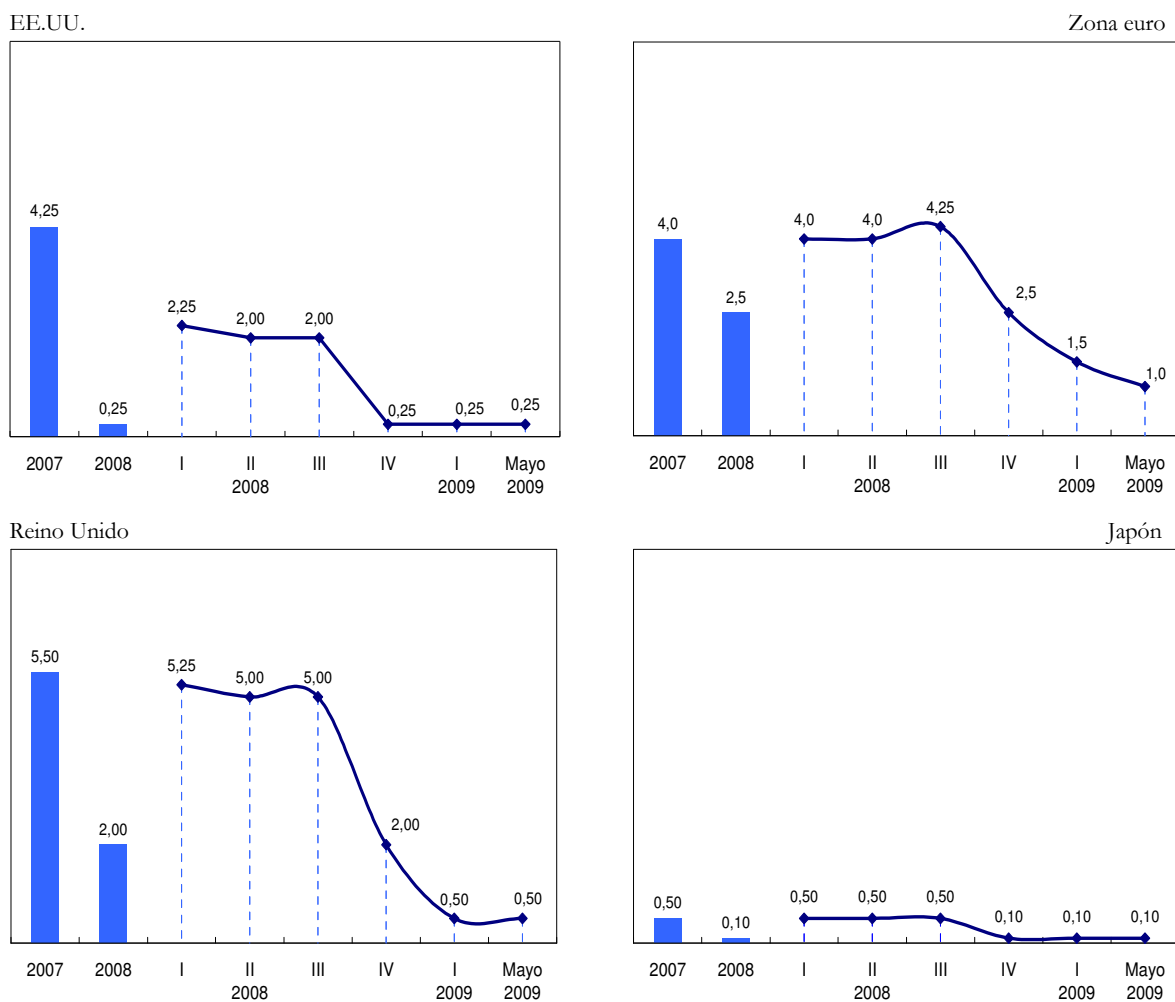 EE.UU.
4,25
0,25
2,25
2,00
2,00
0,25
0,25
0,25
2007 2008 I II III IV I Mayo
2008 2009 2009
Zona euro
4,0
2,5
4,0
4,0
4,25
2,5
1,5
1,0
2007 2008 I II III IV I Mayo
2008 2009 2009
Reino Unido
5,50
2,00
5,25
5,00
5,00
2,00
0,50
0,50
2007 2008 I II III IV I Mayo
2008 2009 2009
Japón
0,50
0,10
0,50
0,50
0,50
0,10
0,10
0,10
2007 2008 I II III IV I Mayo
2008 2009 2009